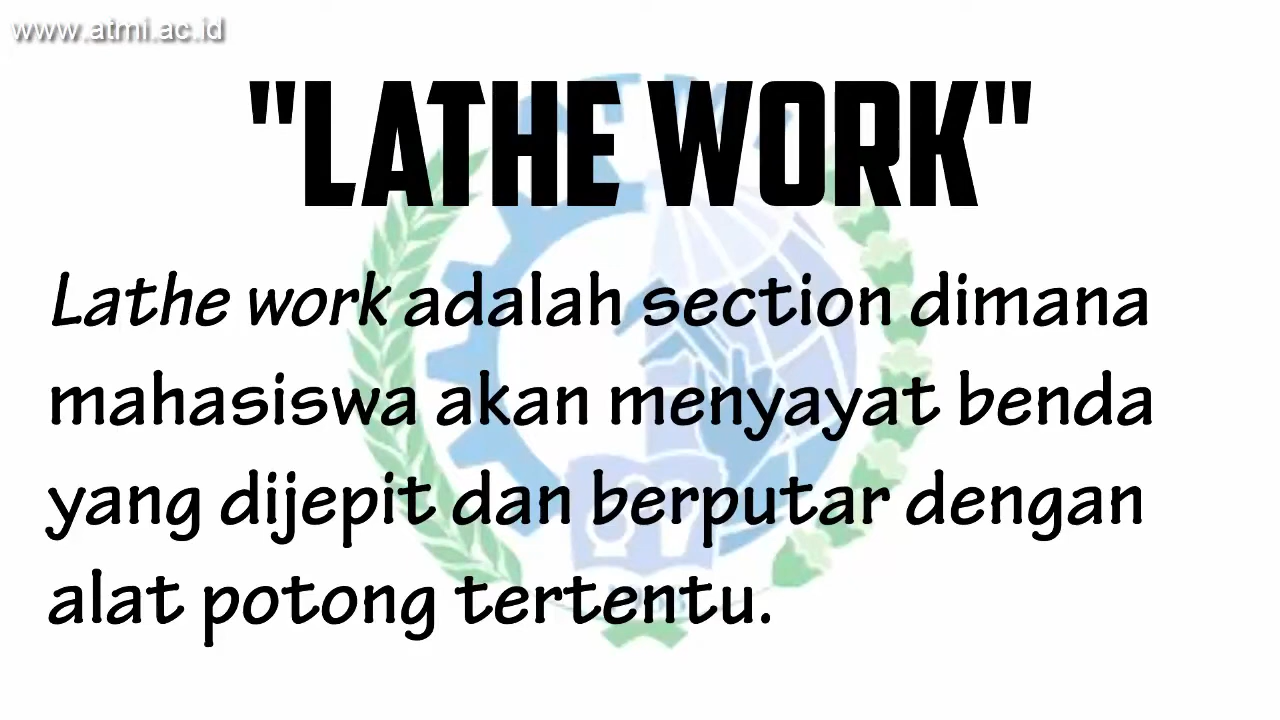 www.atmi.ac.id
"LATHE WORK"
Lathe work adalah section dimana
mahasiswa akan menyayat benda
yang dijepit dan berputar dengan
alat potong tertentu.